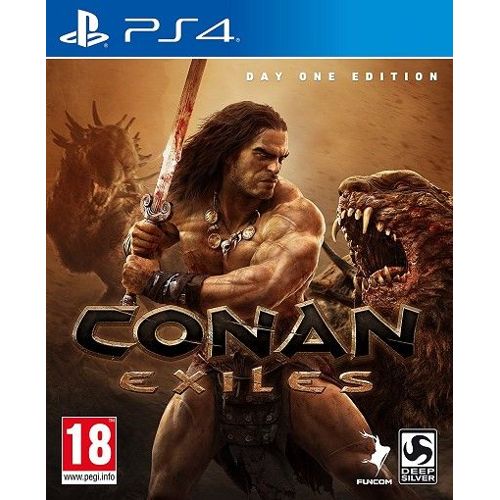 PS4
DAY ONE EDITION
CONAN
EXILES
18
www.pegi.info
FUNCOM
DEEP
SILVER